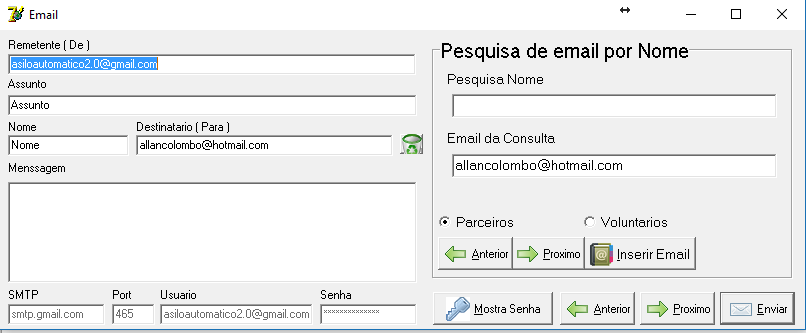 Email
Remetente ( De )
asiloautomatico2.0@gmail.com
Assunto
Assunto
Nome
Destinatario ( Para )
Nome
allancolombo@hotmail.com
Menssagem
SMTP
Port
Usuario
Senha
smtp.gmail.com
465
asiloautomatico2.0@gmail.com
**************
Pesquisa de email por Nome
Pesquisa Nome
Email da Consulta
allancolombo@hotmail.com
Parceiros
Voluntarios
Anterior
Proximo
Inserir Email
Mostra Senha
Anterior
Proximo
Enviar